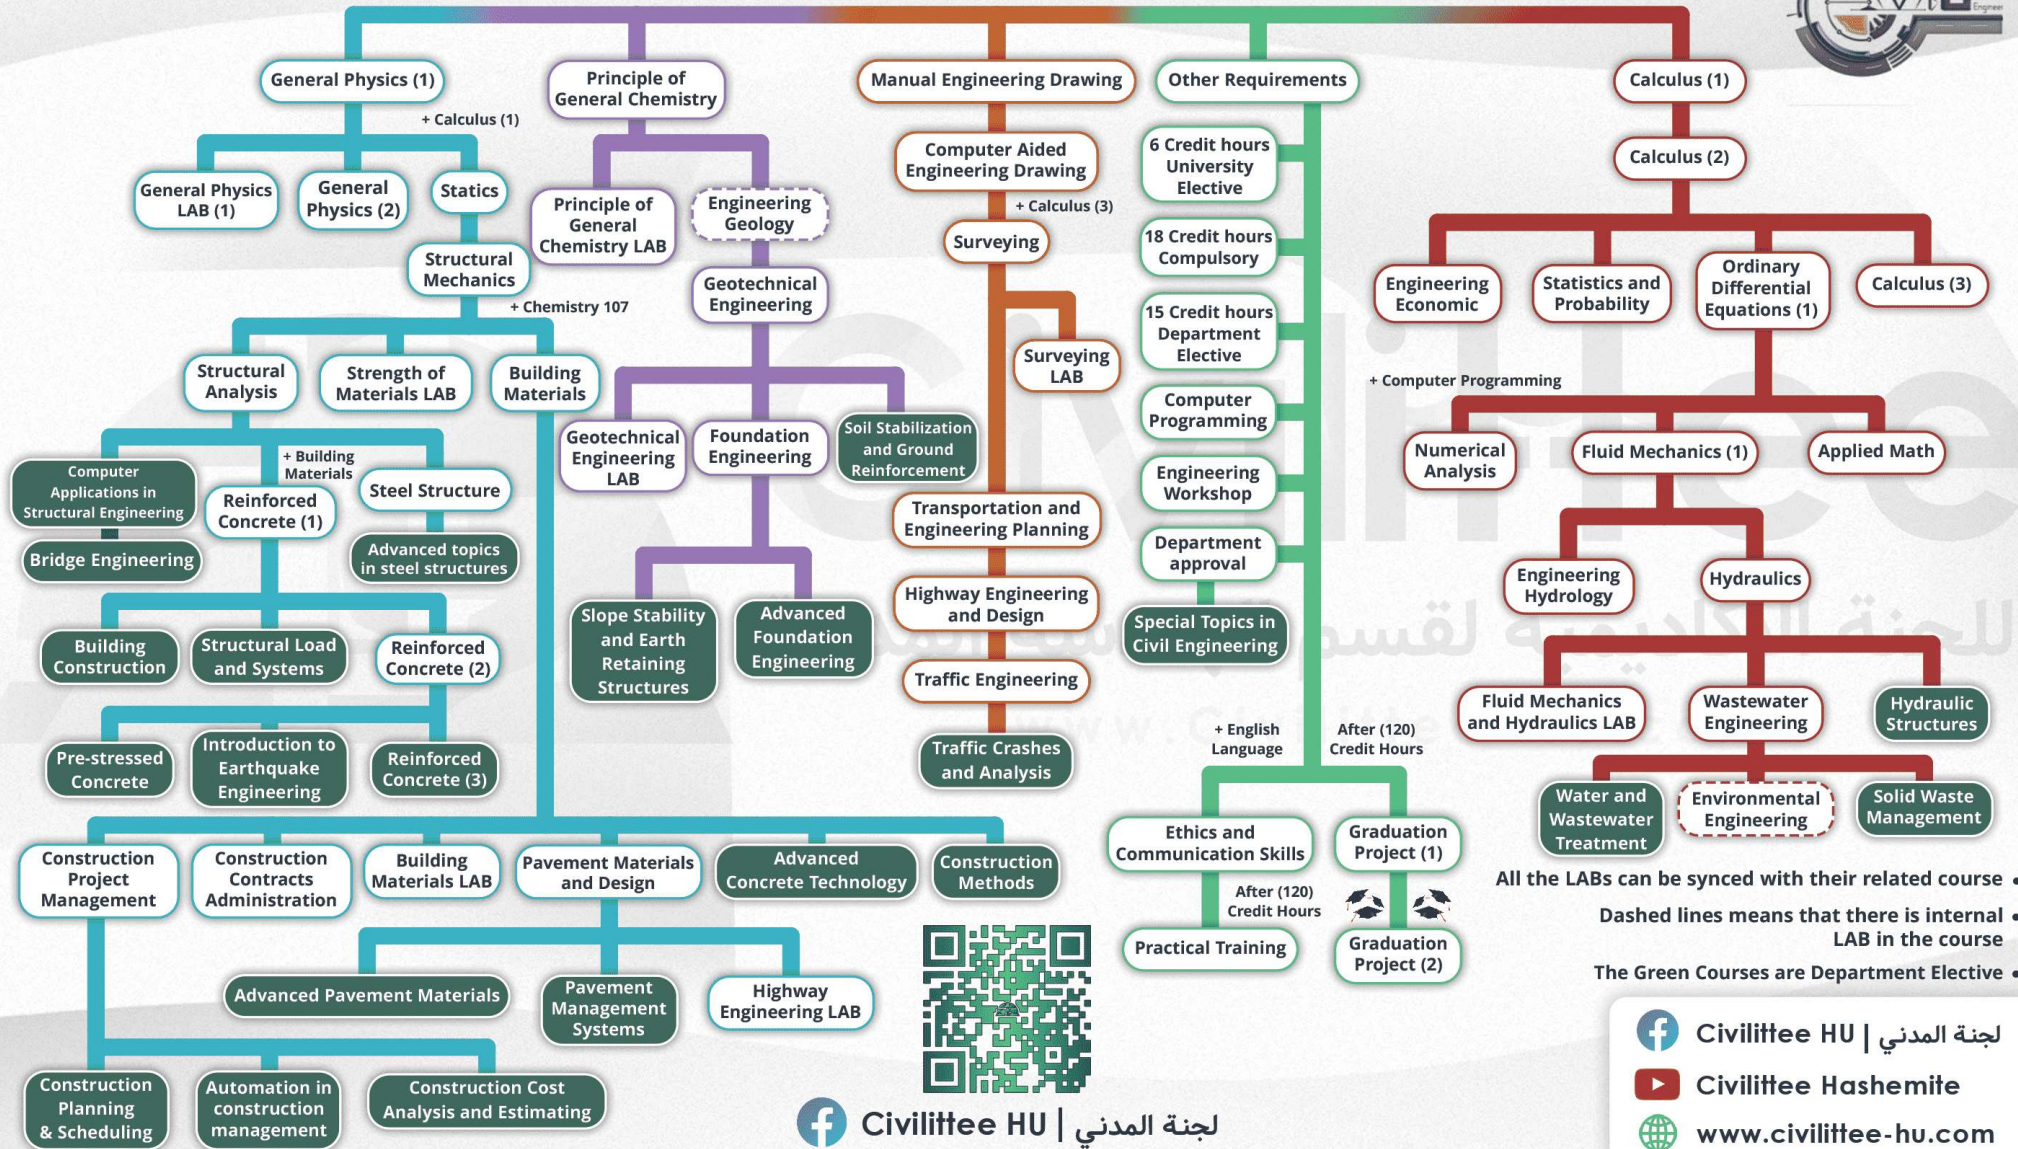 Engineer
General Physics (1)
Principle of
General Chemistry
Manual Engineering Drawing
Other Requirements
Calculus (1)
+ Calculus (1)
General Physics
LAB (1)
General
Physics (2)
Statics
Structural
Mechanics
+ Chemistry 107
Structural
Analysis
Strength of
Materials LAB
Building
Materials
Computer
Applications in
Structural Engineering
Bridge Engineering
+ Building
Materials
Reinforced
Concrete (1)
Steel Structure
Advanced topics
in steel structures
Building
Construction
Structural Load
and Systems
Reinforced
Concrete (2)
Pre-stressed
Concrete
Introduction to
Earthquake
Engineering
Reinforced
Concrete (3)
Construction
Project
Management
Construction
Contracts
Administration
Building
Materials LAB
Pavement Materials
and Design
Advanced
Concrete Technology
Construction
Methods
Advanced Pavement Materials
Pavement
Management
Systems
Highway
Engineering LAB
Construction
Planning
& Scheduling
Automation in
construction
management
Construction Cost
Analysis and Estimating
Principle of
General
Chemistry LAB
Engineering
Geology
Geotechnical
Engineering
Geotechnical
Engineering
LAB
Foundation
Engineering
Soil Stabilization
and Ground
Reinforcement
Slope Stability
and Earth
Retaining
Structures
Advanced
Foundation
Engineering
Computer Aided
Engineering Drawing
+ Calculus (3)
Surveying
Surveying
LAB
Transportation and
Engineering Planning
Highway Engineering
and Design
Traffic Engineering
Traffic Crashes
and Analysis
6 Credit hours
University
Elective
18 Credit hours
Compulsory
15 Credit hours
Department
Elective
Computer
Programming
Engineering
Workshop
Department
approval
Special Topics in
Civil Engineering
+ English
Language
After (120)
Credit Hours
Ethics and
Communication Skills
Graduation
Project (1)
After (120)
Credit Hours
Practical Training
Graduation
Project (2)
Calculus (2)
Engineering
Economic
Statistics and
Probability
Ordinary
Differential
Equations (1)
Calculus (3)
+ Computer Programming
Numerical
Analysis
Fluid Mechanics (1)
Applied Math
Engineering
Hydrology
Hydraulics
Fluid Mechanics
and Hydraulics LAB
Wastewater
Engineering
Hydraulic
Structures
Water and
Wastewater
Treatment
Environmental
Engineering
Solid Waste
Management
All the LABs can be synced with their related course •
Dashed lines means that there is internal •
LAB in the course
The Green Courses are Department Elective •
Civilittee HU | لجنة المدني
Civilittee Hashemite
www.civilittee-hu.com
Civilittee HU | لجنة المدني